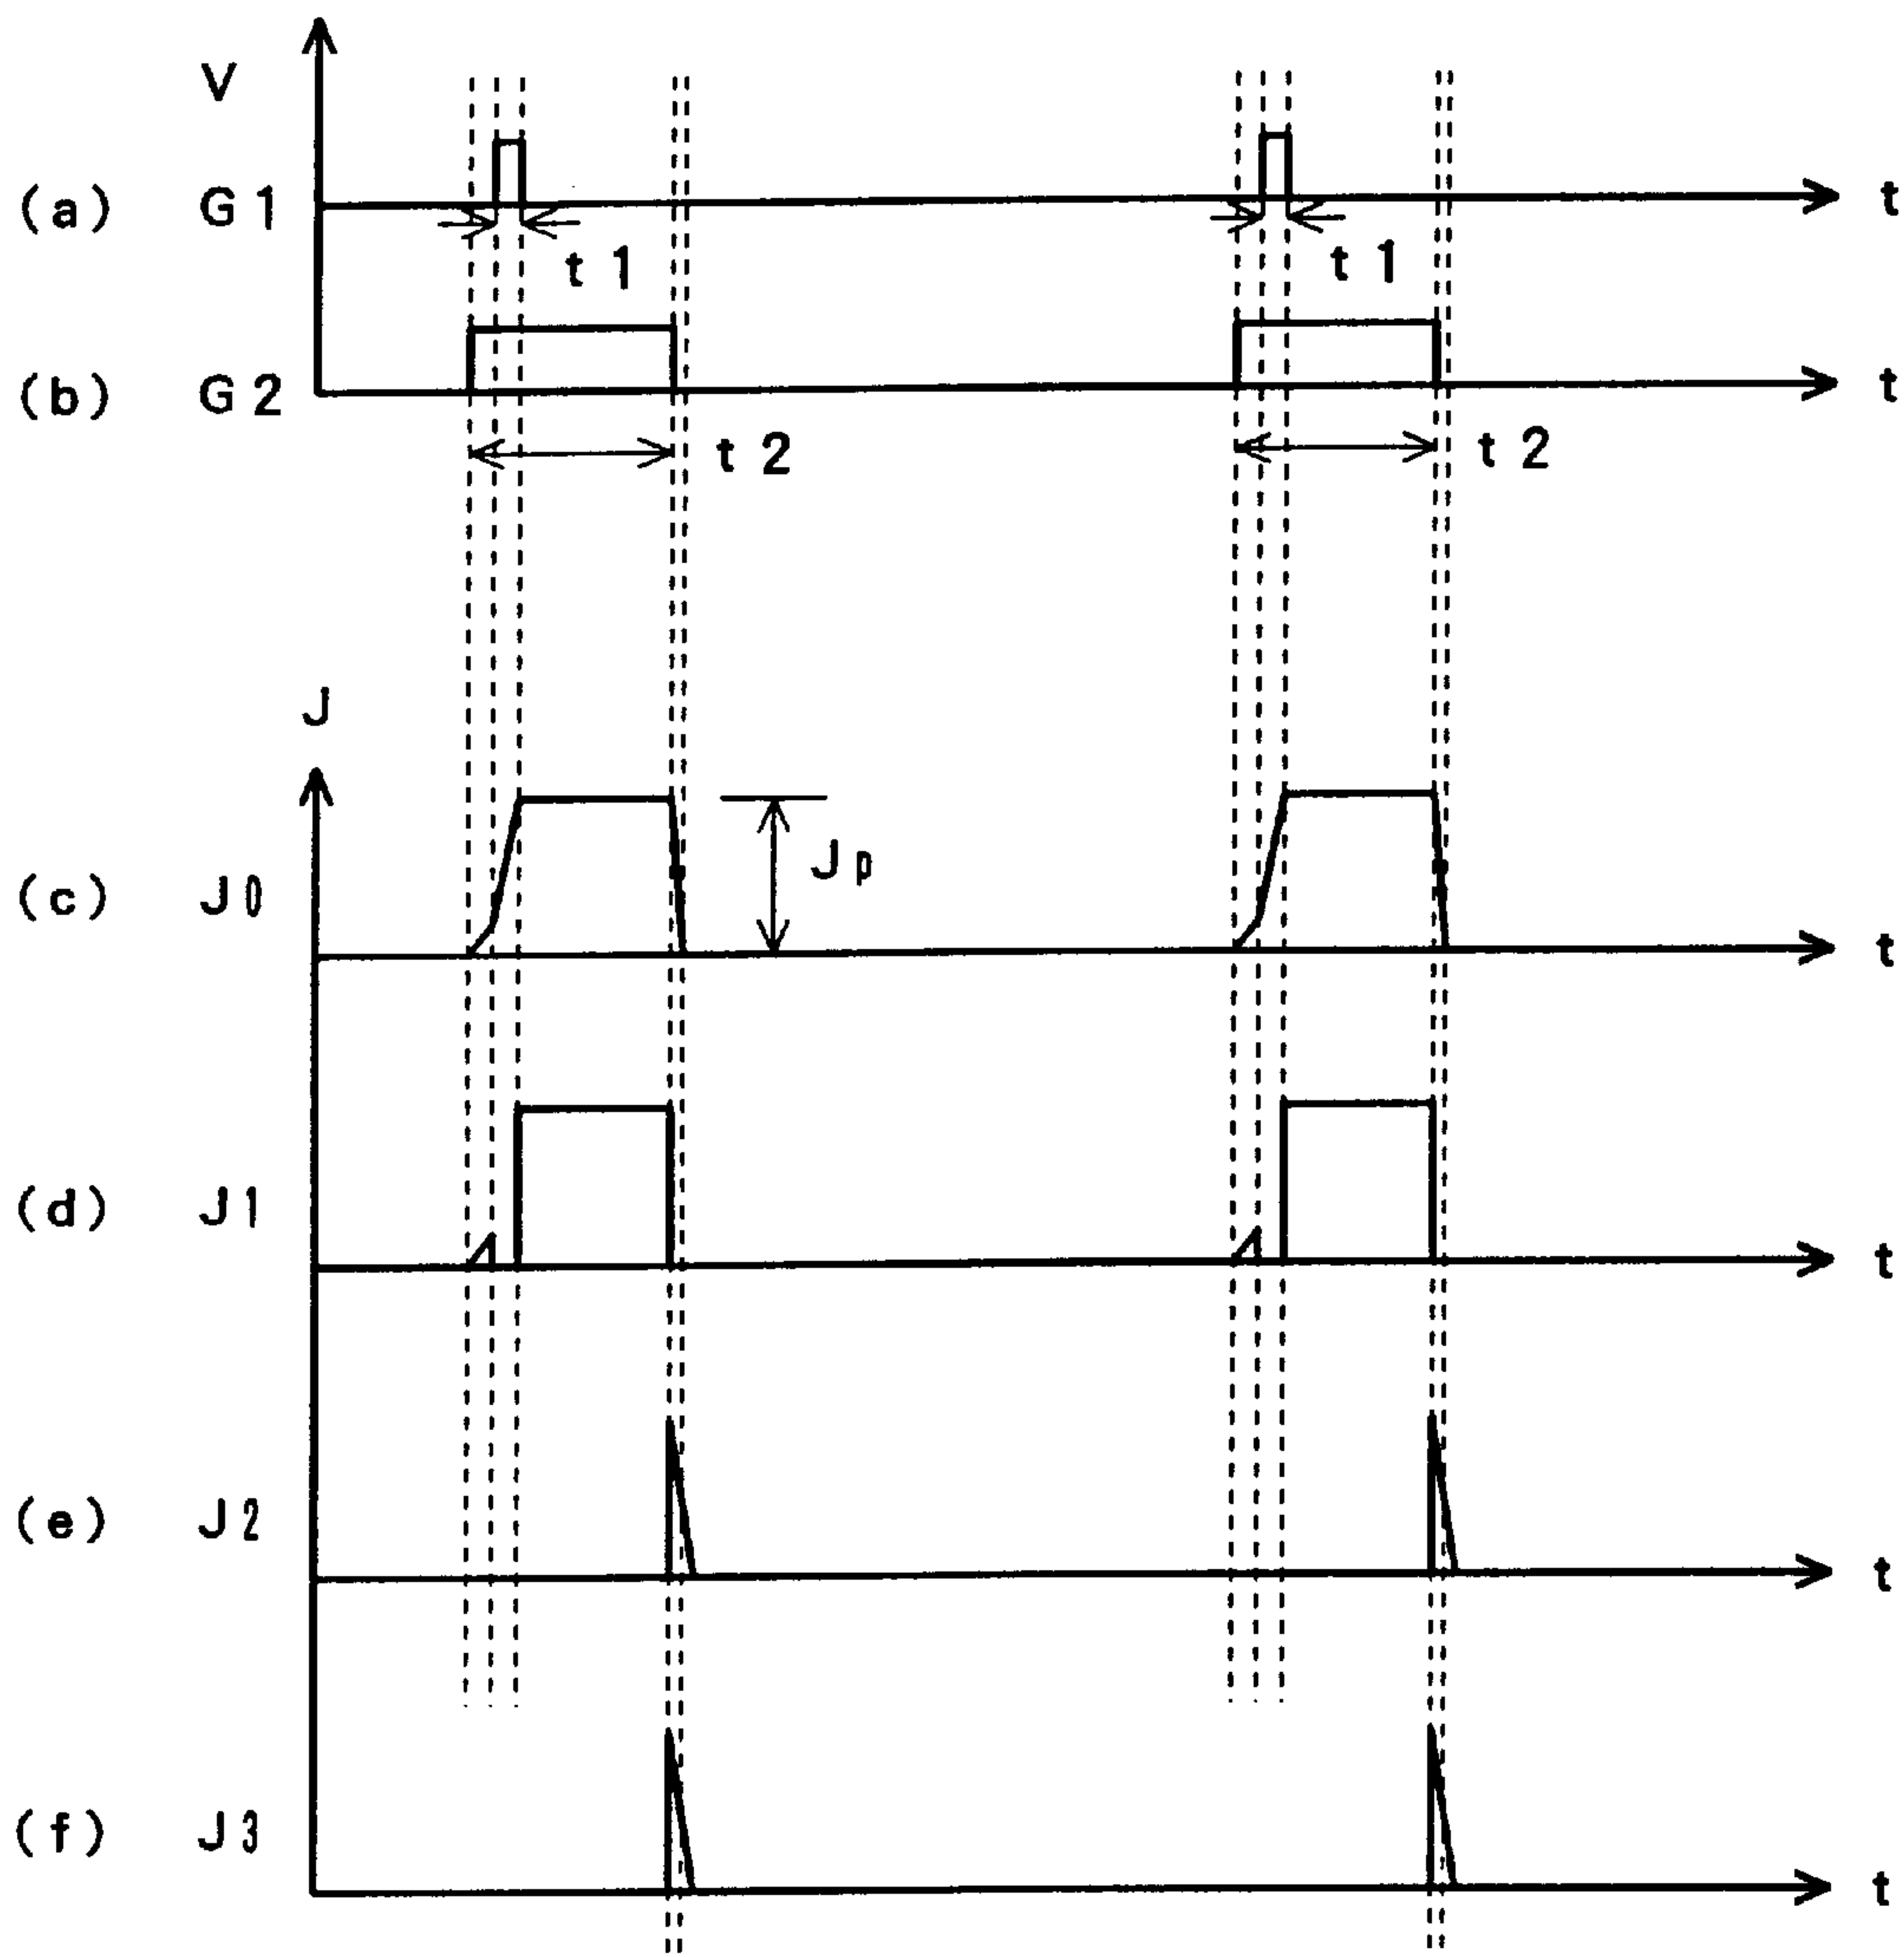 V
(a) G1 t
t1 t1
(b) G2 t
t2 t2
J
Jp
(c) J0 t
(d) J1 t
(e) J2 t
(f) J3 t